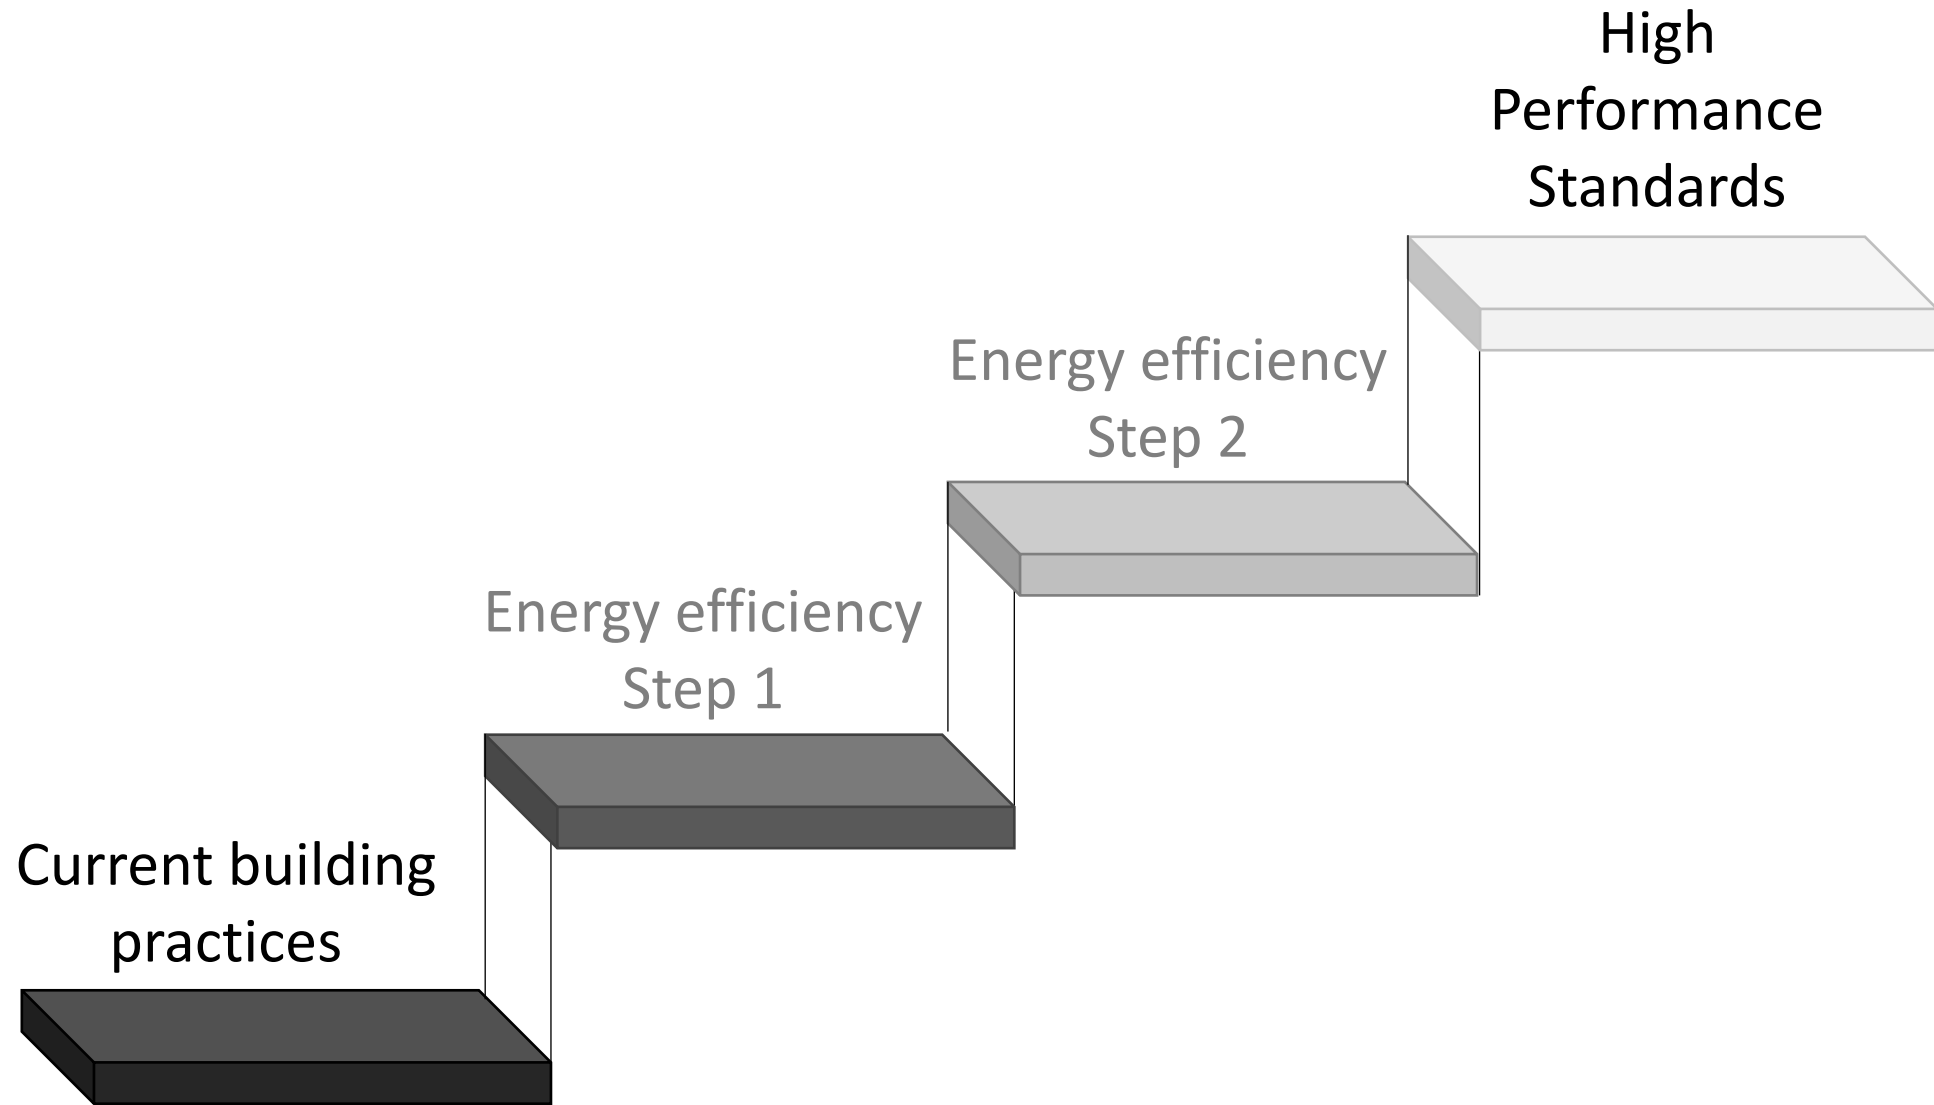 High
Performance
Standards
Energy efficiency
Step 2
Energy efficiency
Step 1
Current building
practices